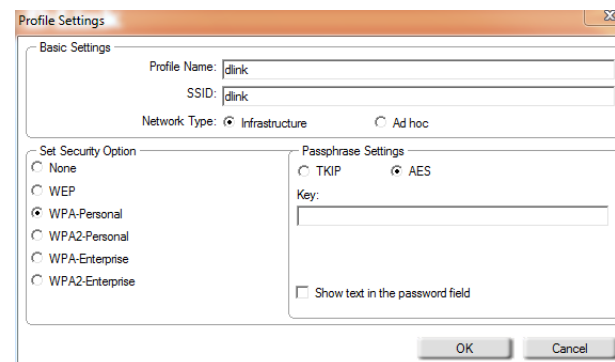 Profile Settings
Basic Settings
Profile Name: dlink
SSID: dlink
Network Type: Infrastructure Ad hoc
Set Security Option
None
WEP
WPA-Personal
WPA2-Personal
WPA-Enterprise
WPA2-Enterprise
Passphrase Settings
TKIP AES
Key:
Show text in the password field
OK Cancel